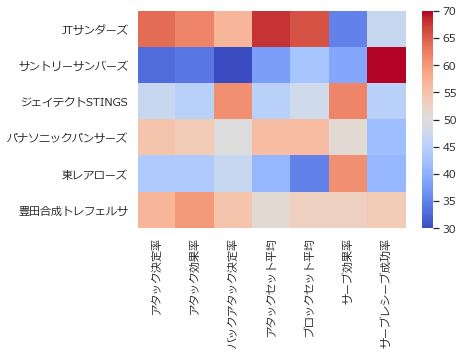 JTサンダーズ
サントリーサンバーズ
ジェイテクトSTINGS
パナソニックパンサーズ
東レアローズ
豊田合成トレフェルサ
アタック決定率
アタック効果率
バックアタック決定率
アタックセット平均
ブロックセット平均
サーブ効果率
サーブレシーブ成功率
70
65
60
55
50
45
40
35
30